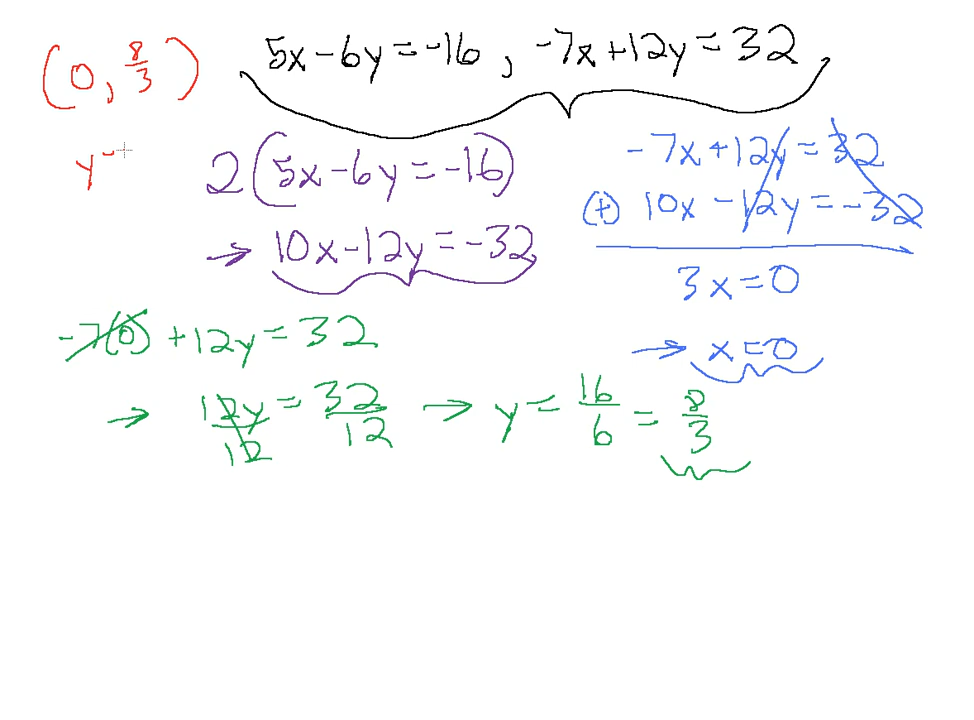 (0, 8/3)
5x-6y=-16, -7x+12y=32
y=
2(5x-6y=-16)
→ 10x-12y=-32
-7x+12y=32
(+) 10x-12y=-32
3x=0
→ x=0
-7(0)+12y=32
→ 12y/12=32/12 → y=16/6=8/3